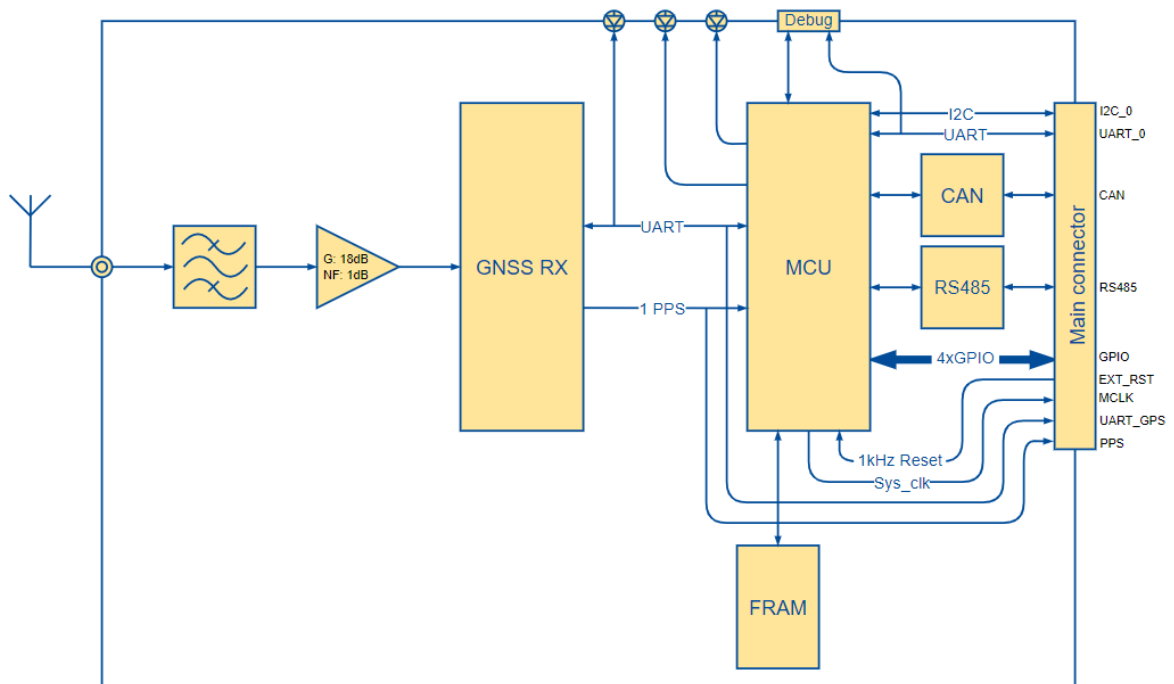 Debug
I2C
I2C_0
UART
UART_0
CAN
CAN
G: 18dB
NF: 1dB
GNSS RX
UART
MCU
RS485
RS485
Main connector
1 PPS
4xGPIO
GPIO
EXT_RST
MCLK
UART_GPS
PPS
1kHz Reset
Sys_clk
FRAM